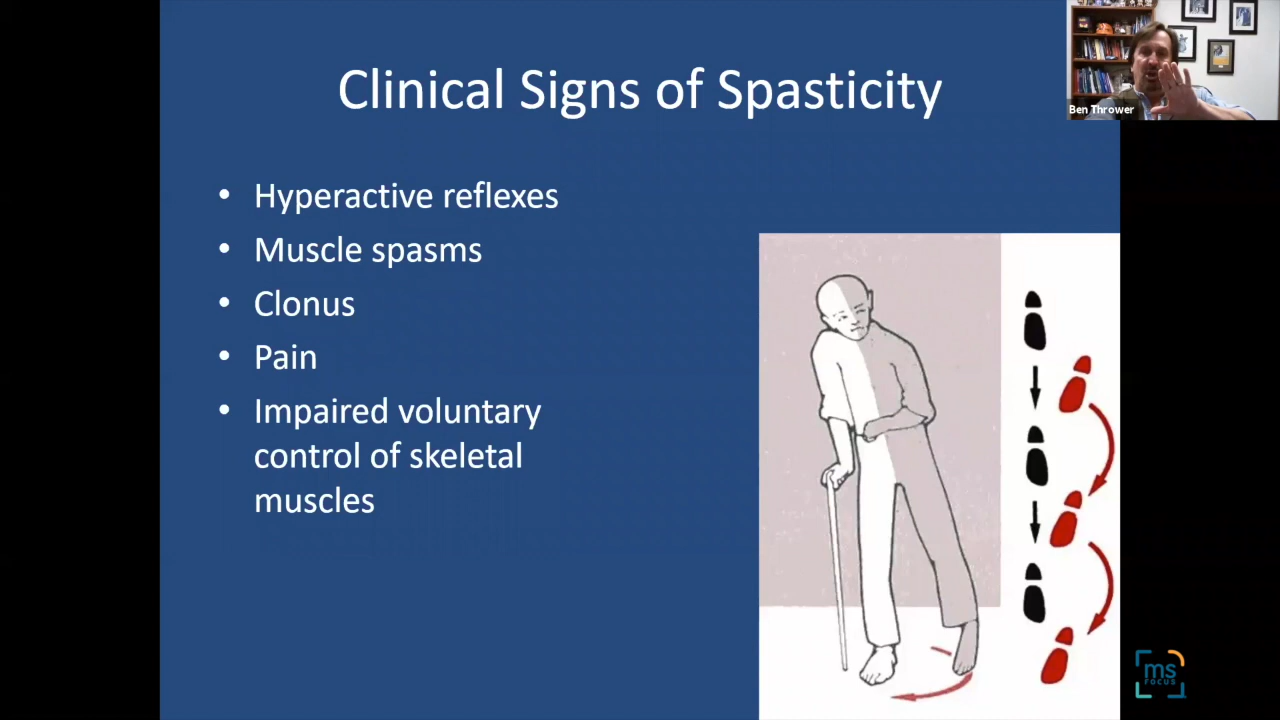 Clinical Signs of Spasticity
Ben Thrower
• Hyperactive reflexes
• Muscle spasms
• Clonus
• Pain
• Impaired voluntary
control of skeletal
muscles
ms
FOCUS